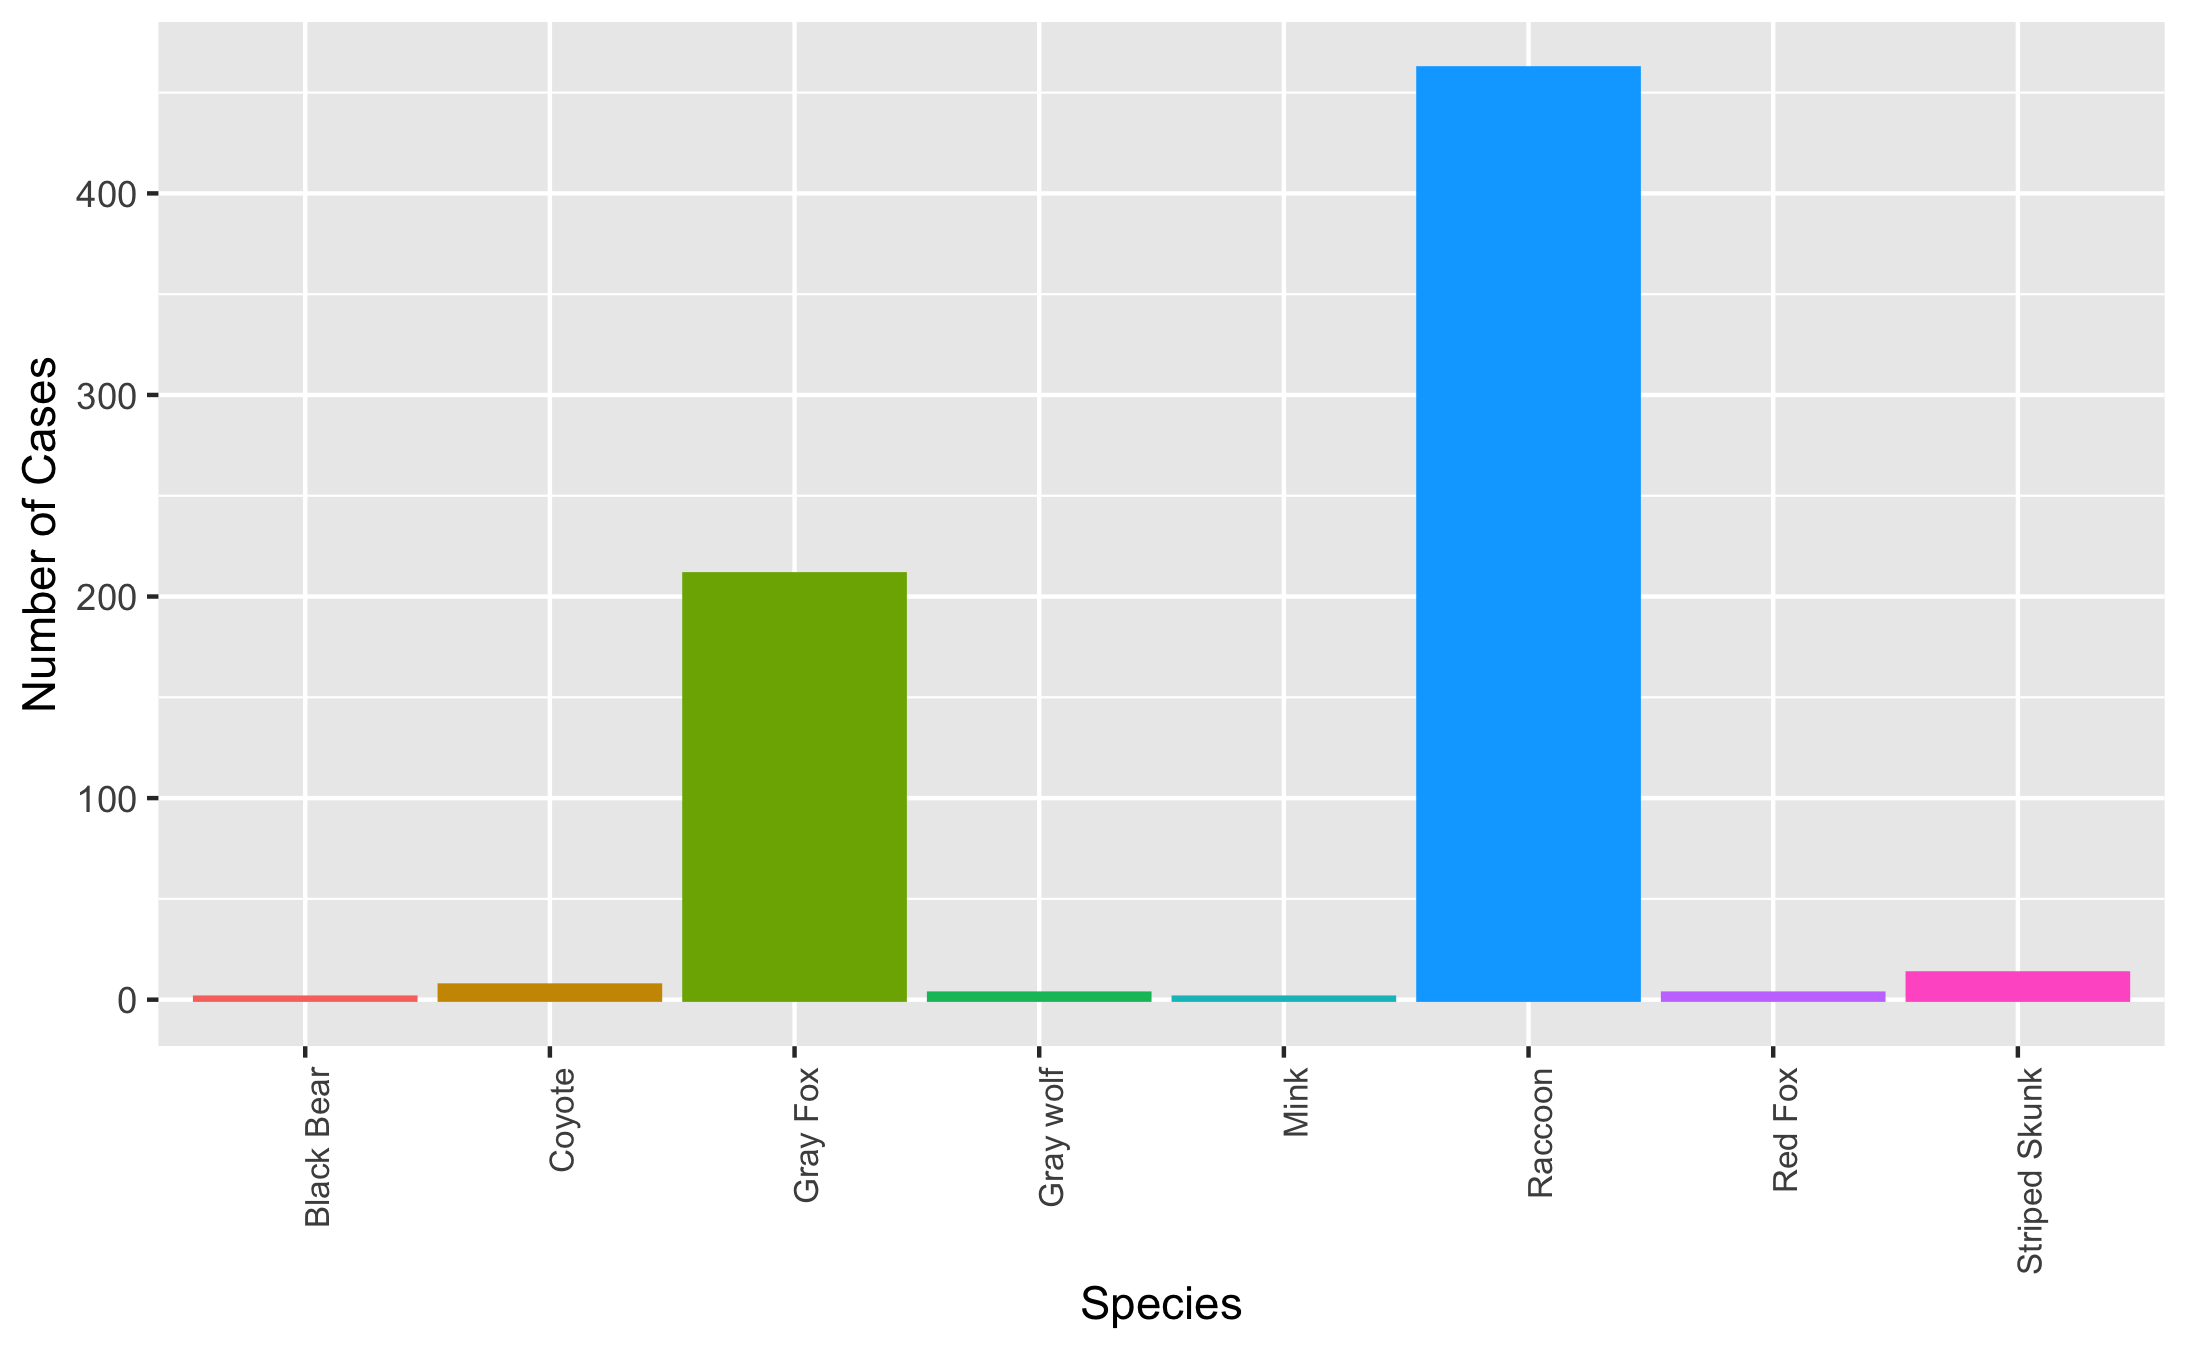 Number of Cases
400
300
200
100
0
Black Bear
Coyote
Gray Fox
Gray wolf
Mink
Raccoon
Red Fox
Striped Skunk
Species